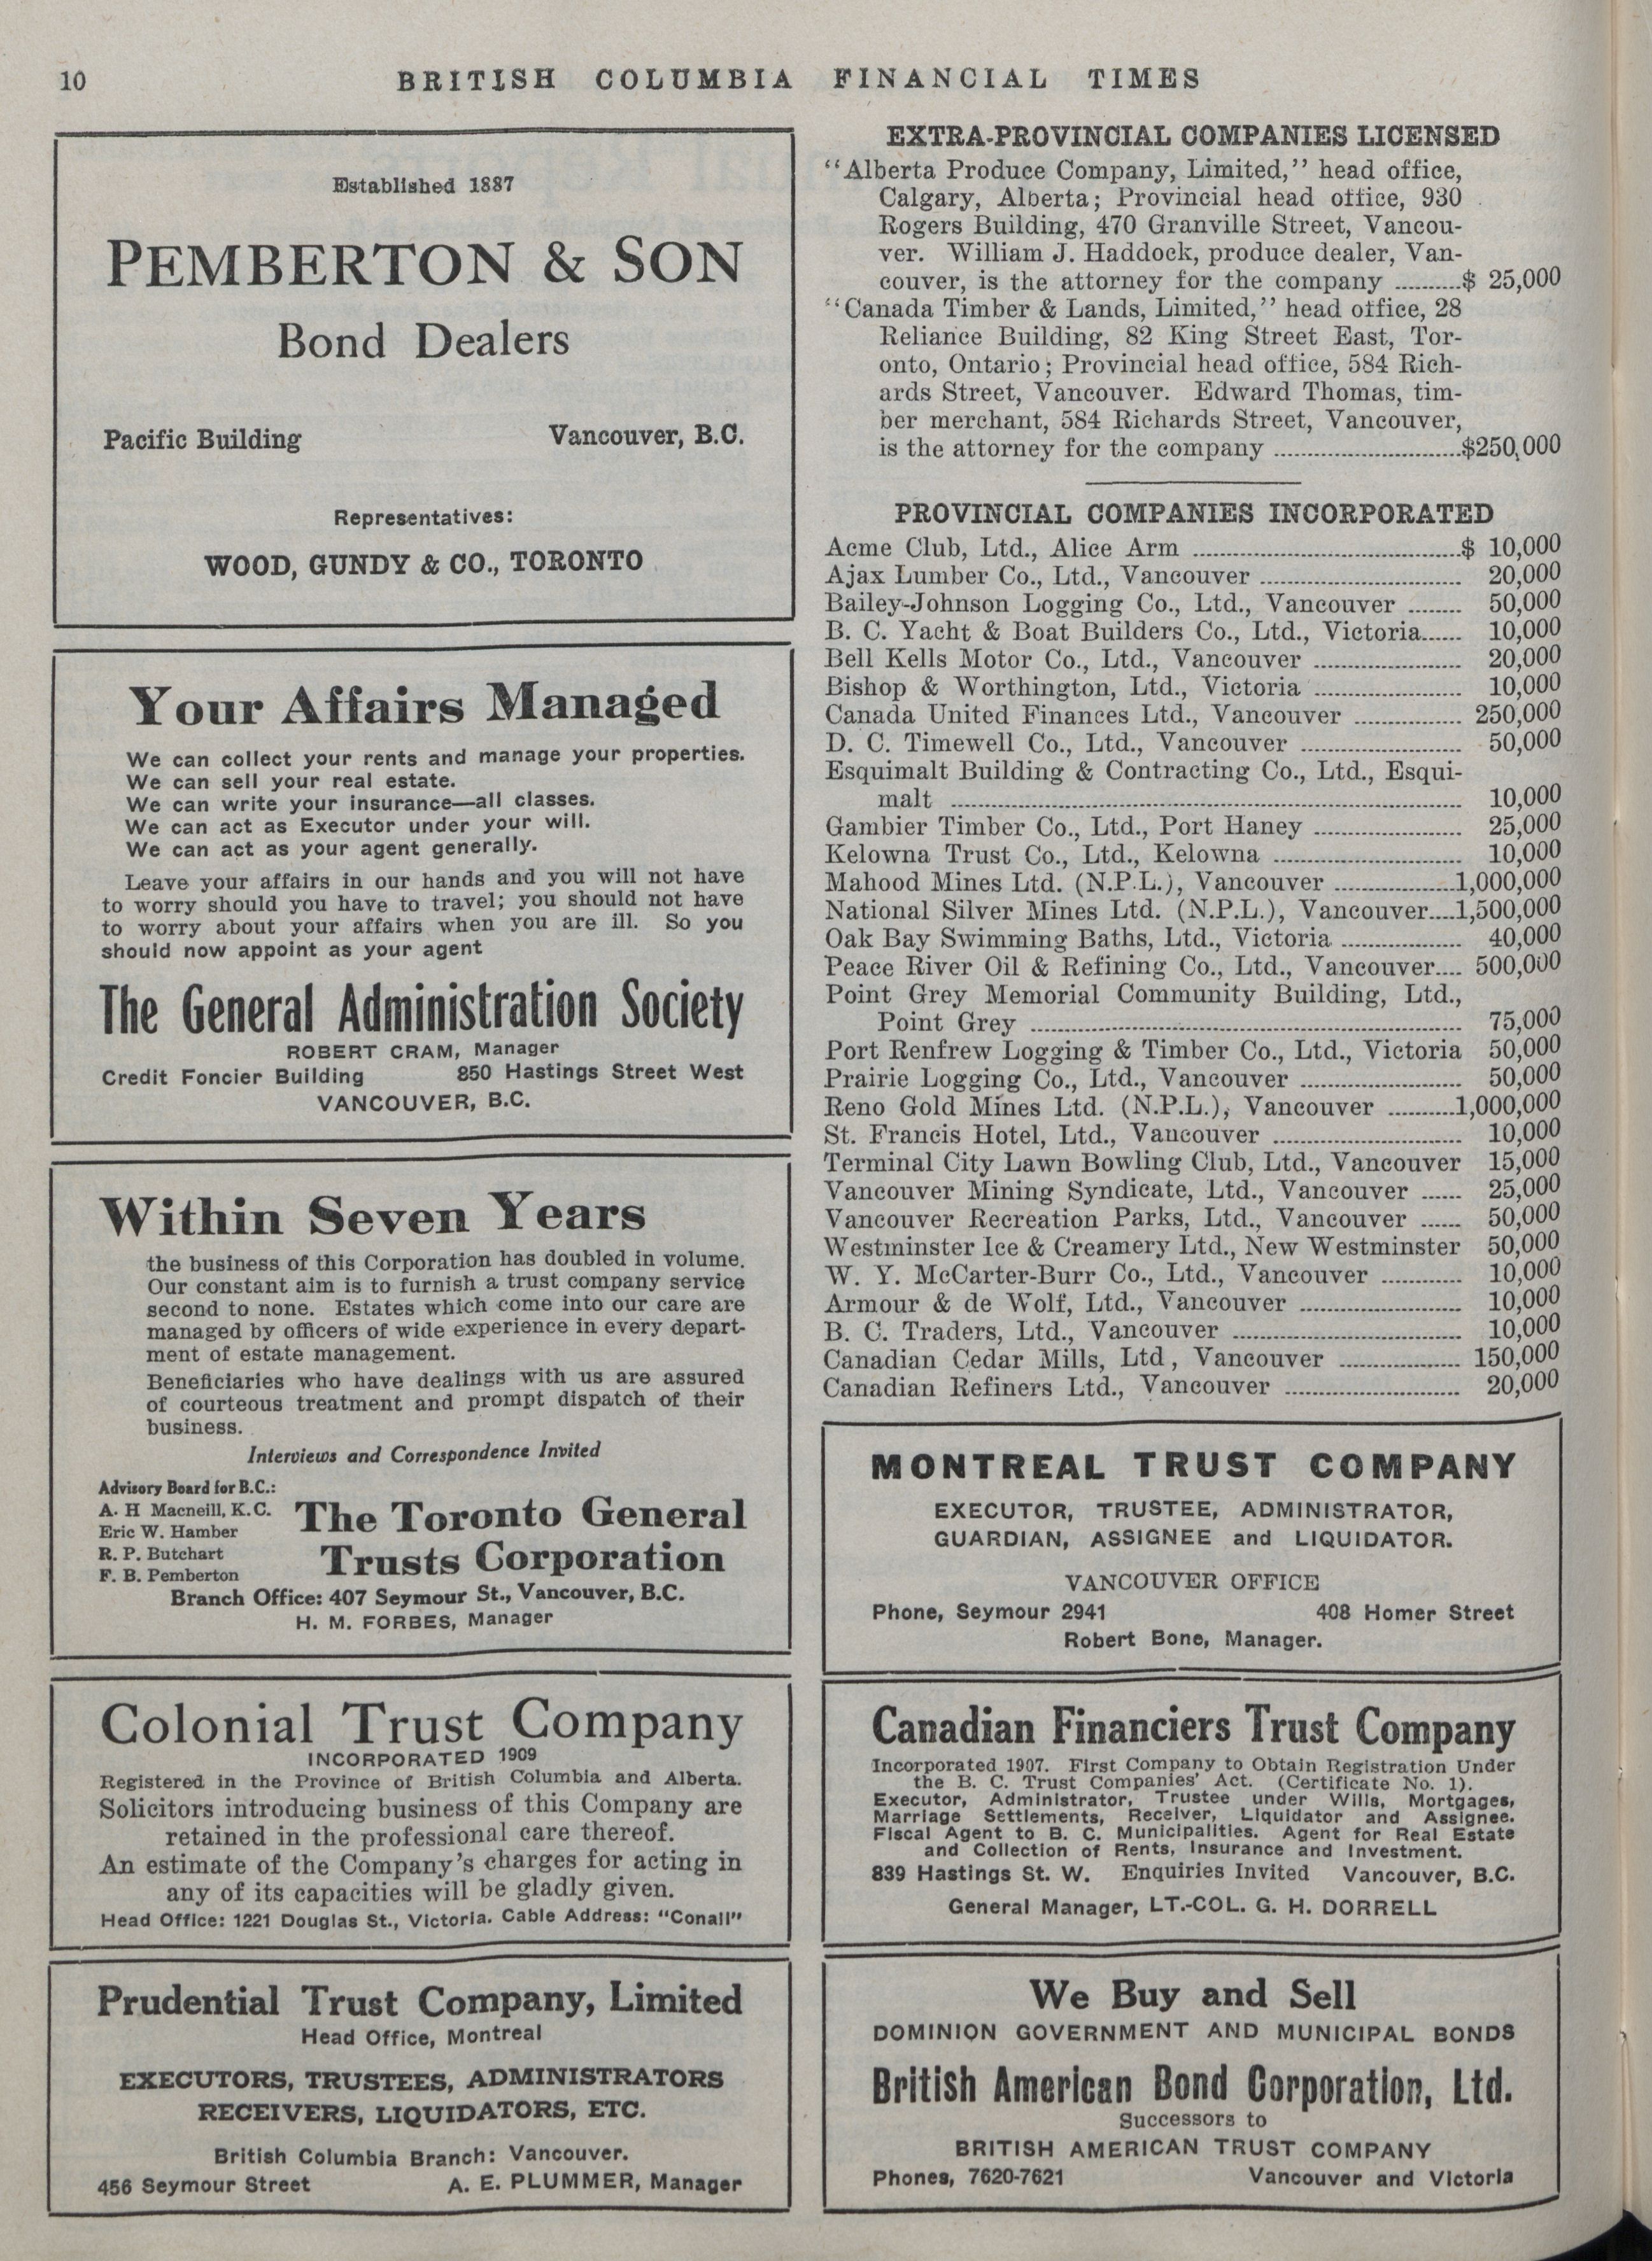 10
BRITISH COLUMBIA FINANCIAL TIMES
Established 1887
PEMBERTON & SON
Bond Dealers
Pacific Building Vancouver, B.C.
Representatives:
WOOD, GUNDY & CO., TORONTO
Your Affairs Managed
We can collect your rents and manage your properties.
We can sell your real estate.
We can write your insurance—all classes.
We can act as Executor under your will.
We can act as your agent generally.
Leave your affairs in our hands and you will not have
to worry should you have to travel; you should not have
to worry about your affairs when you are ill. So you
should now appoint as your agent
The General Administration Society
ROBERT CRAM, Manager
Credit Foncier Building 850 Hastings Street West
VANCOUVER, B.C.
Within Seven Years
the business of this Corporation has doubled in volume.
Our constant aim is to furnish a trust company service
second to none. Estates which come into our care are
managed by officers of wide experience in every depart-
ment of estate management.
Beneficiaries who have dealings with us are assured
of courteous treatment and prompt dispatch of their
business.
Interviews and Correspondence Invited
Advisory Board for B.C.:
A. H Macneill, K.C.
Eric W. Hamber
R. P. Butchart
F. B. Pemberton
The Toronto General
Trusts Corporation
Branch Office: 407 Seymour St., Vancouver, B.C.
H. M. FORBES, Manager
Colonial Trust Company
INCORPORATED 1909
Registered in the Province of British Columbia and Alberta.
Solicitors introducing business of this Company are
retained in the professional care thereof.
An estimate of the Company's charges for acting in
any of its capacities will be gladly given.
Head Office: 1221 Douglas St., Victoria. Cable Address: "Conail"
Prudential Trust Company, Limited
Head Office, Montreal
EXECUTORS, TRUSTEES, ADMINISTRATORS
RECEIVERS, LIQUIDATORS, ETC.
British Columbia Branch: Vancouver.
456 Seymour Street A. E. PLUMMER, Manager
EXTRA-PROVINCIAL COMPANIES LICENSED
"Alberta Produce Company, Limited," head office,
Calgary, Alberta; Provincial head office, 930
Rogers Building, 470 Granville Street, Vancou-
ver. William J. Haddock, produce dealer, Van-
couver, is the attorney for the company ..........$ 25,000
"Canada Timber & Lands, Limited," head office, 28
Reliance Building, 82 King Street East, Tor-
onto, Ontario; Provincial head office, 584 Rich-
ards Street, Vancouver. Edward Thomas, tim-
ber merchant, 584 Richards Street, Vancouver,
is the attorney for the company ............................$250,000
PROVINCIAL COMPANIES INCORPORATED
Acme Club, Ltd., Alice Arm ........................................$ 10,000
Ajax Lumber Co., Ltd., Vancouver .............................. 20,000
Bailey-Johnson Logging Co., Ltd., Vancouver ........ 50,000
B. C. Yacht & Boat Builders Co., Ltd., Victoria...... 10,000
Bell Kells Motor Co., Ltd., Vancouver ...................... 20,000
Bishop & Worthington, Ltd., Victoria ...................... 10,000
Canada United Finances Ltd., Vancouver ................ 250,000
D. C. Timewell Co., Ltd., Vancouver ........................ 50,000
Esquimalt Building & Contracting Co., Ltd., Esqui-
malt ............................................................................ 10,000
Gambier Timber Co., Ltd., Port Haney ...................... 25,000
Kelowna Trust Co., Ltd., Kelowna ............................ 10,000
Mahood Mines Ltd. (N.P.L.), Vancouver ..................1,000,000
National Silver Mines Ltd. (N.P.L.), Vancouver....1,500,000
Oak Bay Swimming Baths, Ltd., Victoria .................. 40,000
Peace River Oil & Refining Co., Ltd., Vancouver.... 500,000
Point Grey Memorial Community Building, Ltd.,
Point Grey ................................................................ 75,000
Port Renfrew Logging & Timber Co., Ltd., Victoria 50,000
Prairie Logging Co., Ltd., Vancouver ........................ 50,000
Reno Gold Mines Ltd. (N.P.L.), Vancouver ..........1,000,000
St. Francis Hotel, Ltd., Vancouver ............................ 10,000
Terminal City Lawn Bowling Club, Ltd., Vancouver 15,000
Vancouver Mining Syndicate, Ltd., Vancouver ...... 25,000
Vancouver Recreation Parks, Ltd., Vancouver ...... 50,000
Westminster Ice & Creamery Ltd., New Westminster 50,000
W. Y. McCarter-Burr Co., Ltd., Vancouver ............ 10,000
Armour & de Wolf, Ltd., Vancouver ........................ 10,000
B. C. Traders, Ltd., Vancouver .................................. 10,000
Canadian Cedar Mills, Ltd, Vancouver .................. 150,000
Canadian Refiners Ltd., Vancouver .......................... 20,000
MONTREAL TRUST COMPANY
EXECUTOR, TRUSTEE, ADMINISTRATOR,
GUARDIAN, ASSIGNEE and LIQUIDATOR.
VANCOUVER OFFICE
Phone, Seymour 2941 408 Homer Street
Robert Bone, Manager.
Canadian Financiers Trust Company
Incorporated 1907. First Company to Obtain Registration Under
the B. C. Trust Companies' Act. (Certificate No. 1).
Executor, Administrator, Trustee under Wills, Mortgages,
Marriage Settlements, Receiver, Liquidator and Assignee.
Fiscal Agent to B. C. Municipalities. Agent for Real Estate
and Collection of Rents, Insurance and Investment.
839 Hastings St. W. Enquiries Invited Vancouver, B.C.
General Manager, LT.-COL. G. H. DORRELL
We Buy and Sell
DOMINION GOVERNMENT AND MUNICIPAL BONDS
British American Bond Corporation, Ltd.
Successors to
BRITISH AMERICAN TRUST COMPANY
Phones, 7620-7621 Vancouver and Victoria